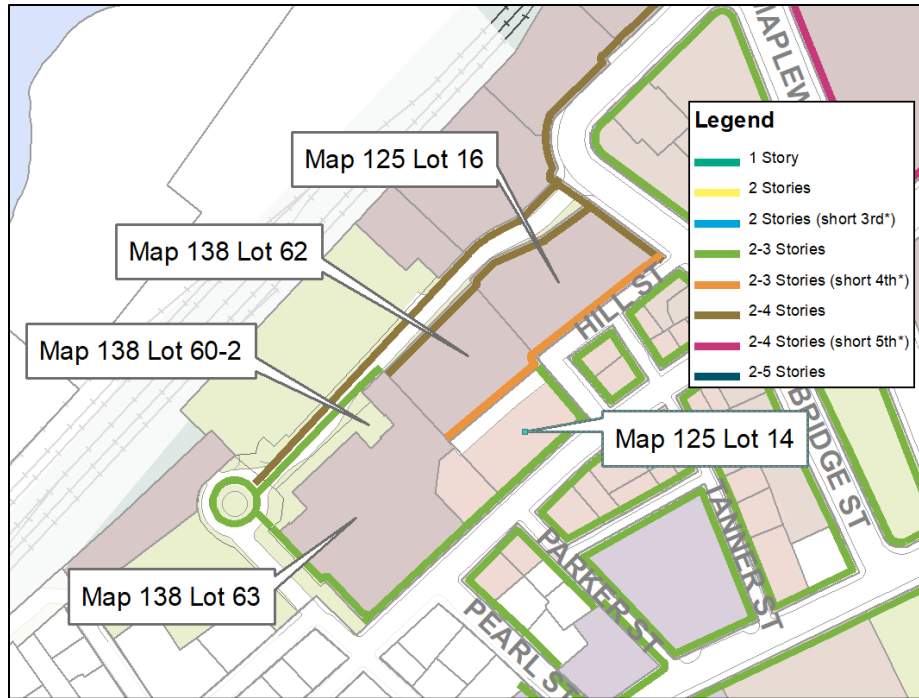 MAPLEW
Legend
1 Story
2 Stories
2 Stories (short 3rd*)
2-3 Stories
2-3 Stories (short 4th*)
2-4 Stories
2-4 Stories (short 5th*)
2-5 Stories
Map 125 Lot 16
Map 138 Lot 62
HILL ST
Map 138 Lot 60-2
BRIDGE ST
Map 125 Lot 14
TANNER ST
PARKER ST
Map 138 Lot 63
PEARL ST